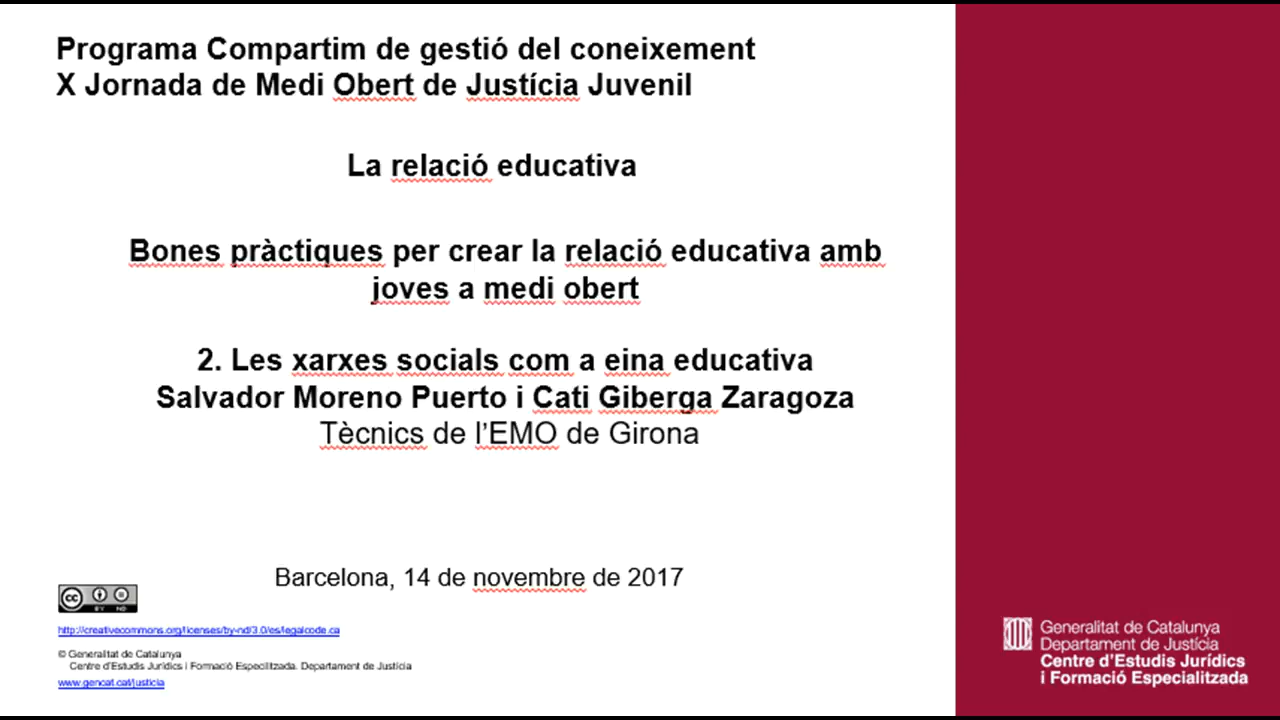 Programa Compartim de gestió del coneixement
X Jornada de Medi Obert de Justícia Juvenil
La relació educativa
Bones pràctiques per crear la relació educativa amb
joves a medi obert
2. Les xarxes socials com a eina educativa
Salvador Moreno Puerto i Cati Giberga Zaragoza
Tècnics de l'EMO de Girona
Barcelona, 14 de novembre de 2017
cc BY ND
http://creativecommons.org/licenses/by-nd/3.0/es/legalcode.ca
© Generalitat de Catalunya
Centre d'Estudis Jurídics i Formació Especilitzada. Departament de Justícia
www.gencat.cat/justicia
Generalitat de Catalunya
Departament de Justícia
Centre d'Estudis Jurídics
i Formació Especialitzada